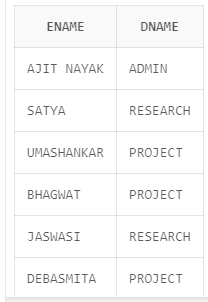 ENAME DNAME
AJIT NAYAK ADMIN
SATYA RESEARCH
UMASHANKAR PROJECT
BHAGWAT PROJECT
JASWASI RESEARCH
DEBASMITA PROJECT